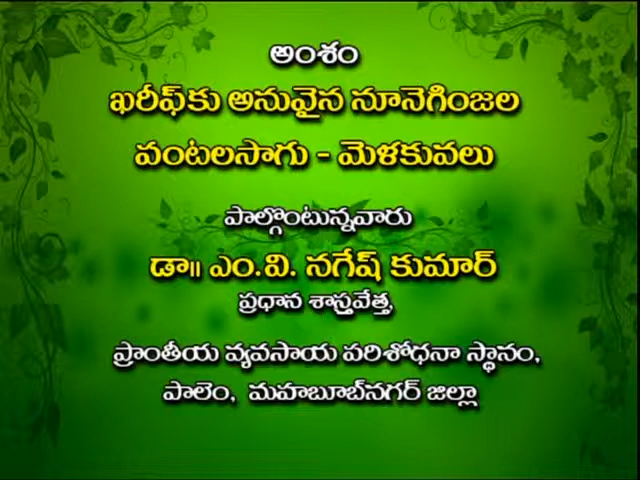 అంశం
ఖరీఫ్‌కు అనువైన నూనెగింజల
వంటలసాగు - మెళకువలు
పాల్గొంటున్నవారు
డా॥ ఎం.వి. నగేష్ కుమార్
ప్రధాన శాస్త్రవేత్త,
ప్రాంతీయ వ్యవసాయ పరిశోధనా స్థానం,
పాలెం, మహబూబ్‌నగర్ జిల్లా